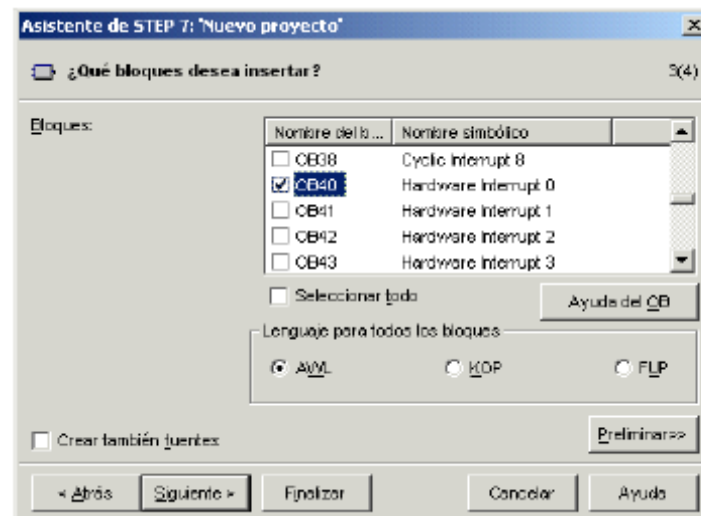 Asistente de STEP 7: 'Nuevo proyecto'
¿Qué bloques desea insertar? 3(4)
Bloques:
Nombre del b... Nombre simbólico
OB38 Cyclic Interrupt 8
OB40 Hardware Interrupt 0
OB41 Hardware Interrupt 1
OB42 Hardware Interrupt 2
OB43 Hardware Interrupt 3
Seleccionar todo Ayuda del OB
Lenguaje para todos los bloques
AWL KOP FUP
Crear también fuentes Preliminar>>
< Atrás Siguiente > Finalizar Cancelar Ayuda